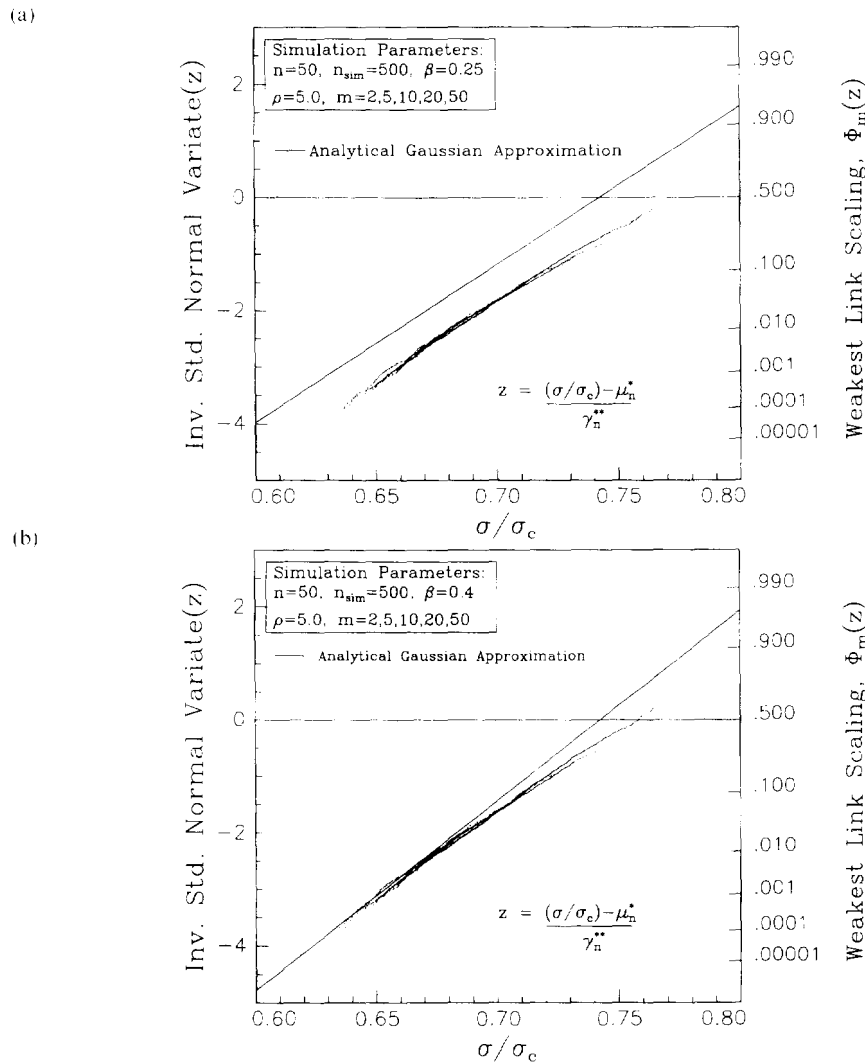 (a)
Simulation Parameters:
n=50, n_sim=500, β=0.25
ρ=5.0, m=2,5,10,20,50
Analytical Gaussian Approximation
Inv. Std. Normal Variate(z)
2
0
−2
−4
.990
.900
.500
.100
.010
.001
.0001
.00001
Weakest Link Scaling, Φ_m(z)
z = (σ/σ_c)−μ_n^*
γ_n^**
0.60 0.65 0.70 0.75 0.80
σ/σ_c
(b)
Simulation Parameters:
n=50, n_sim=500, β=0.4
ρ=5.0, m=2,5,10,20,50
Analytical Gaussian Approximation
Inv. Std. Normal Variate(z)
2
0
−2
−4
.990
.900
.500
.100
.010
.001
.0001
.00001
Weakest Link Scaling, Φ_m(z)
z = (σ/σ_c)−μ_n^*
γ_n^**
0.60 0.65 0.70 0.75 0.80
σ/σ_c